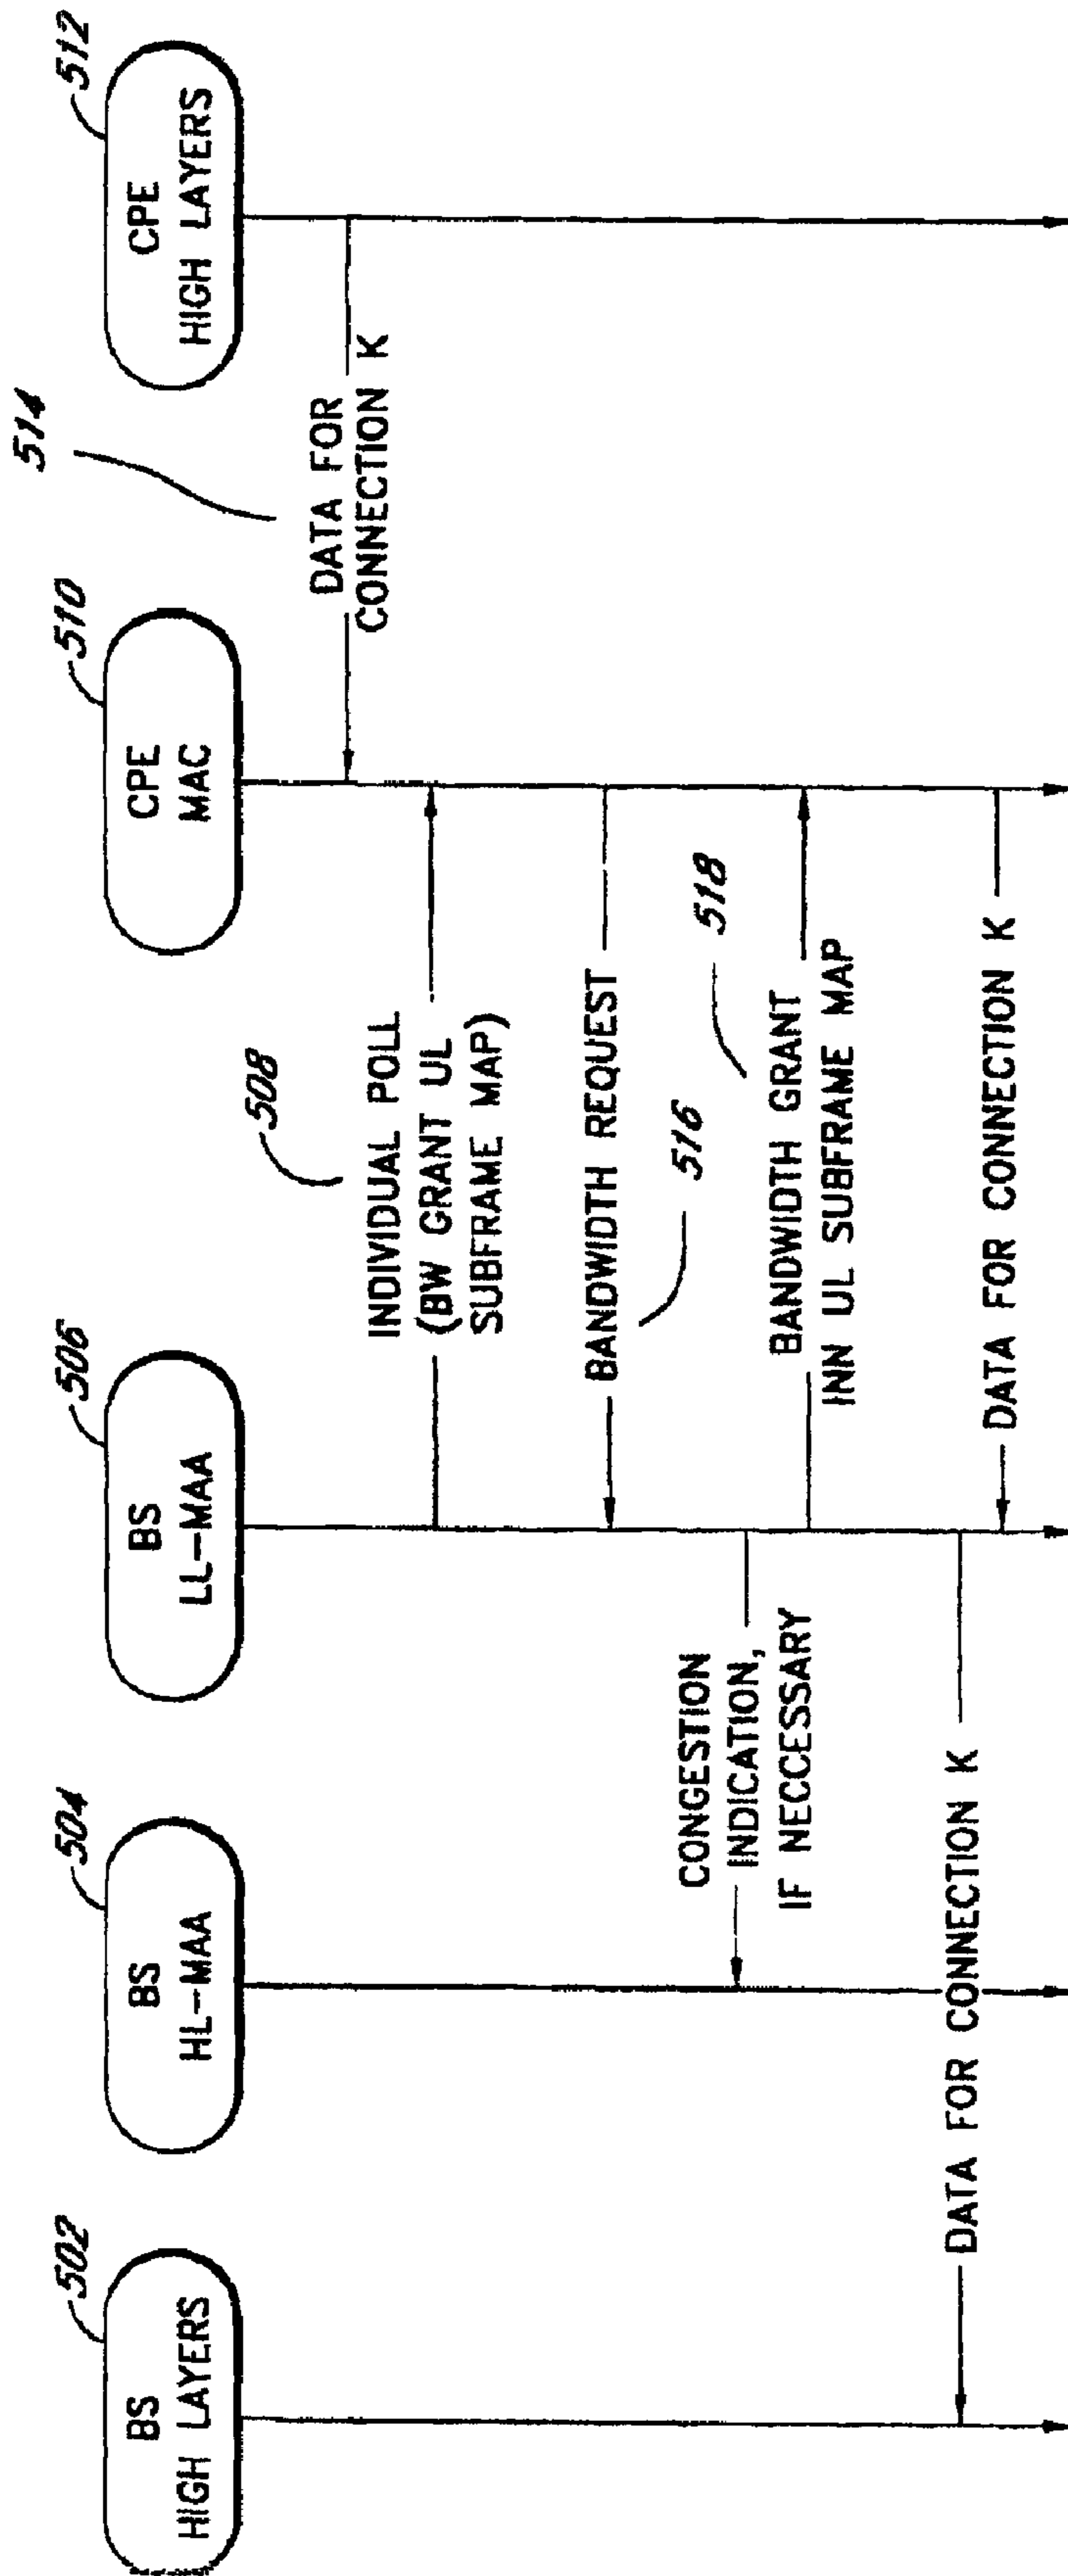 502
BS
HIGH LAYERS
504
BS
HL-MAA
506
BS
LL-MAA
510
CPE
MAC
512
CPE
HIGH LAYERS
514
DATA FOR
CONNECTION K
508
INDIVIDUAL POLL
(BW GRANT UL
SUBFRAME MAP)
BANDWIDTH REQUEST
516
CONGESTION
INDICATION,
IF NECCESSARY
518
BANDWIDTH GRANT
INN UL SUBFRAME MAP
DATA FOR CONNECTION K
DATA FOR CONNECTION K